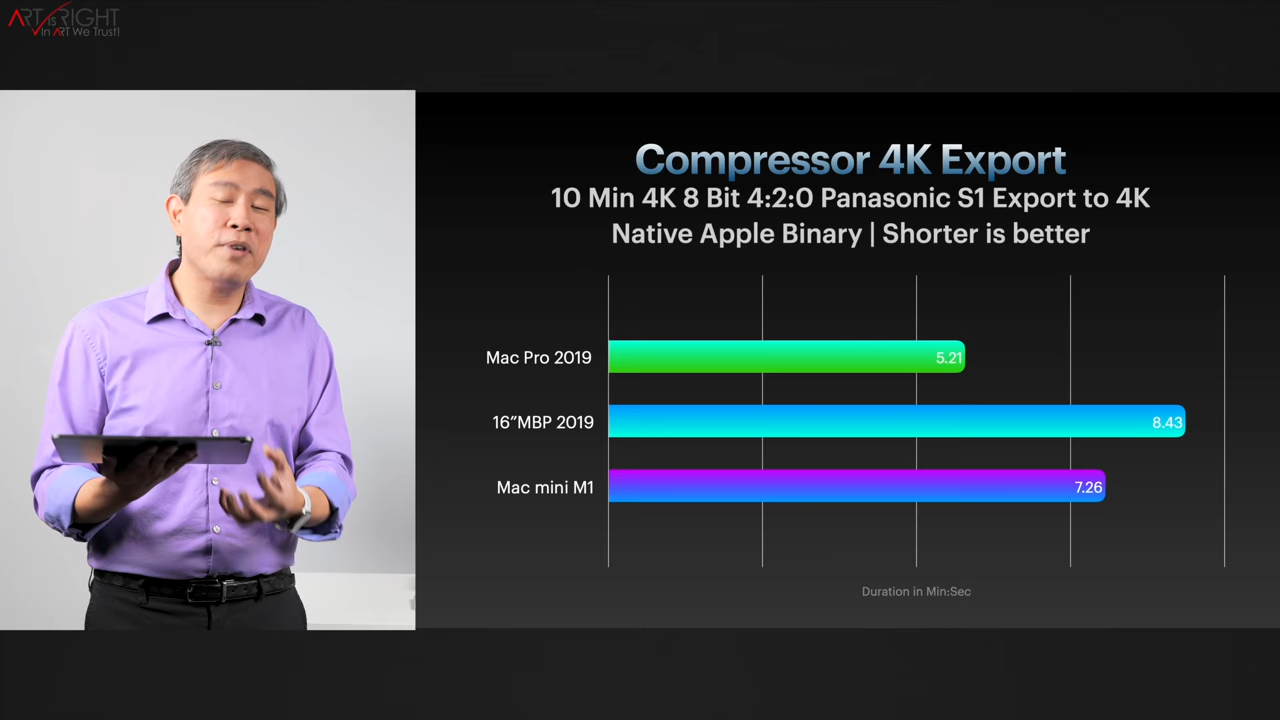 ART is RIGHT
In ART We Trust!
Compressor 4K Export
10 Min 4K 8 Bit 4:2:0 Panasonic S1 Export to 4K
Native Apple Binary | Shorter is better
Mac Pro 2019
5.21
16”MBP 2019
8.43
Mac mini M1
7.26
Duration in Min:Sec